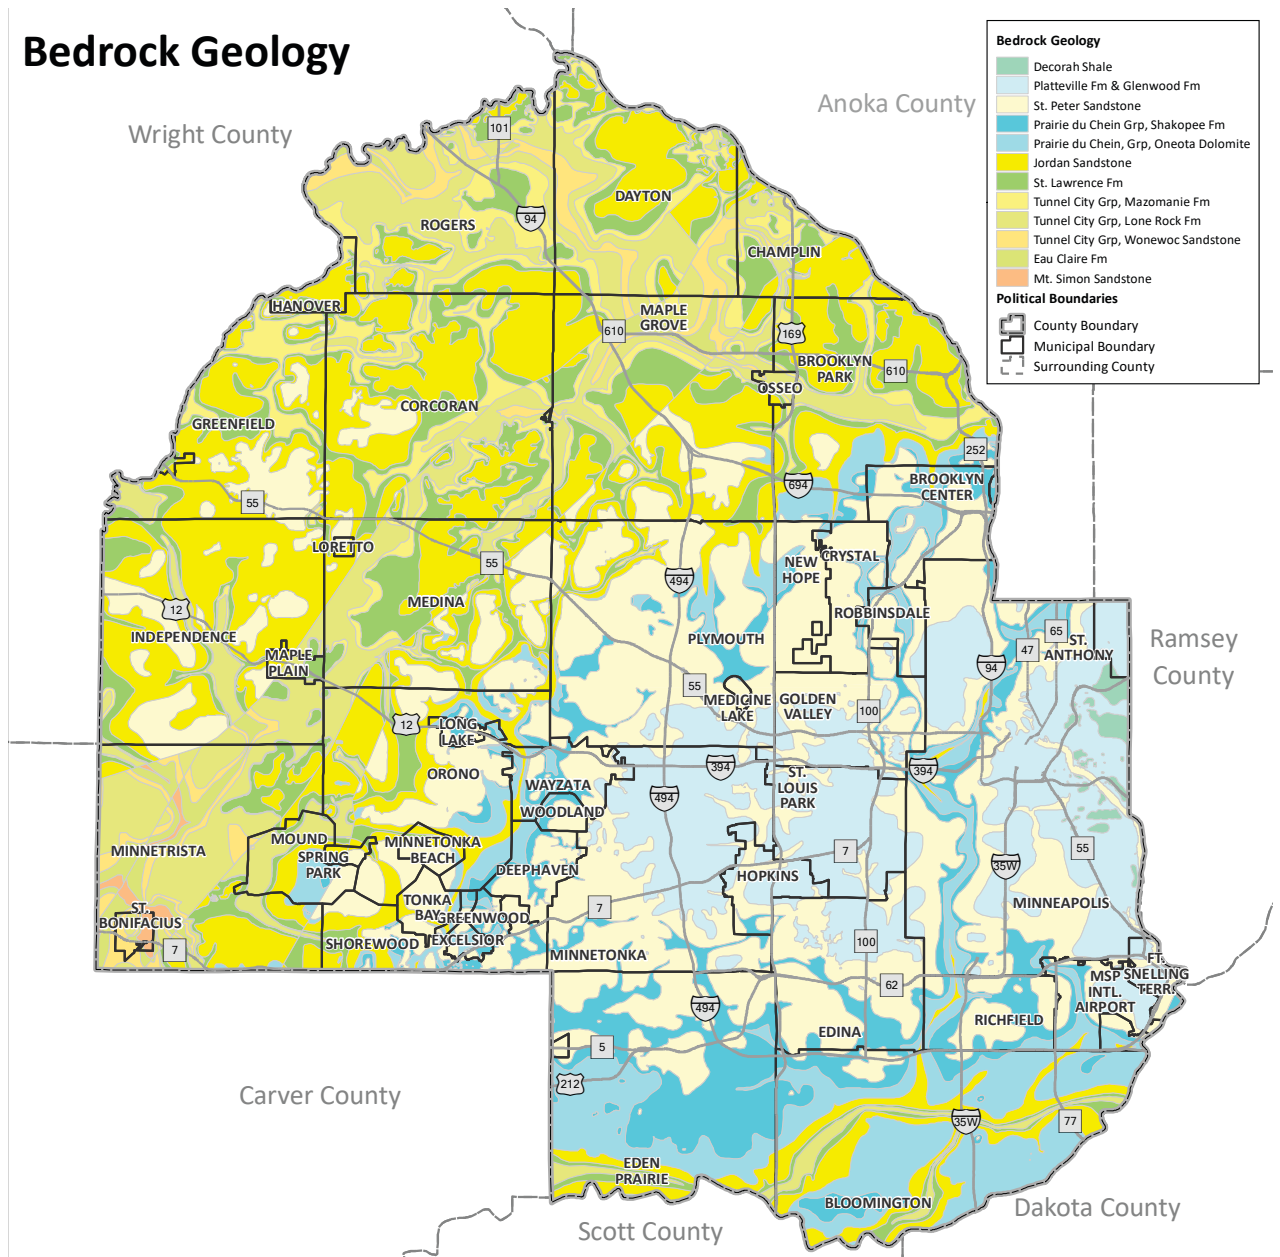 Bedrock Geology
Bedrock Geology
Decorah Shale
Platteville Fm & Glenwood Fm
St. Peter Sandstone
Prairie du Chein Grp, Shakopee Fm
Prairie du Chein, Grp, Oneota Dolomite
Jordan Sandstone
St. Lawrence Fm
Tunnel City Grp, Mazomanie Fm
Tunnel City Grp, Lone Rock Fm
Tunnel City Grp, Wonewoc Sandstone
Eau Claire Fm
Mt. Simon Sandstone
Political Boundaries
County Boundary
Municipal Boundary
Surrounding County
Anoka County
Wright County
101
DAYTON
94
ROGERS
CHAMPLIN
HANOVER
MAPLE
GROVE
610
169
BROOKLYN
PARK
610
OSSEO
CORCORAN
GREENFIELD
252
694
BROOKLYN
CENTER
55
LORETTO
55
CRYSTAL
NEW
HOPE
494
MEDINA
12
ROBBINSDALE
INDEPENDENCE
PLYMOUTH
65
47
ST.
ANTHONY
Ramsey
County
MAPLE
PLAIN
94
55
MEDICINE
LAKE
GOLDEN
VALLEY
100
12
LONG
LAKE
394
394
ORONO
WAYZATA
ST.
LOUIS
PARK
494
WOODLAND
MOUND
MINNETONKA
BEACH
MINNETRISTA
SPRING
PARK
7
55
35W
DEEPHAVEN
HOPKINS
TONKA
BAY
GREENWOOD
7
MINNEAPOLIS
ST.
BONIFACIUS
7
SHOREWOOD
EXCELSIOR
100
MINNETONKA
FT.
SNELLING
TERR.
MSP
INTL.
AIRPORT
62
494
RICHFIELD
EDINA
5
212
Carver County
35W
77
EDEN
PRAIRIE
BLOOMINGTON
Dakota County
Scott County